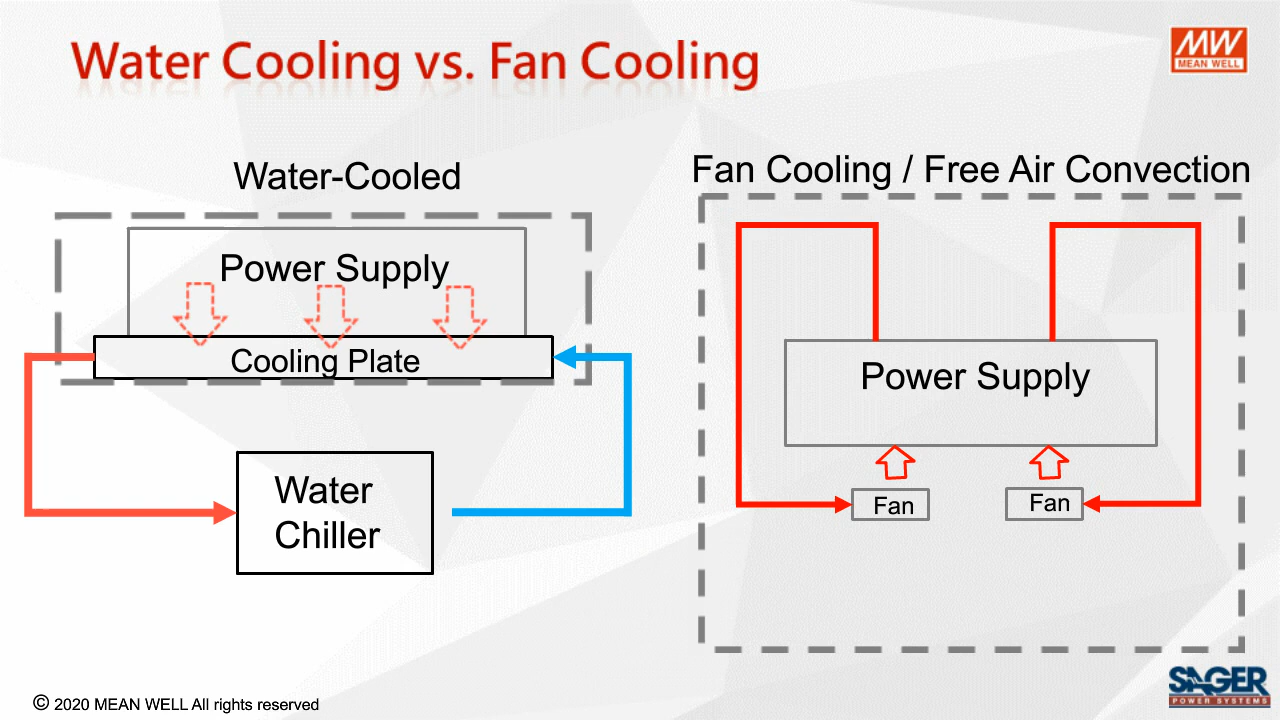 Water Cooling vs. Fan Cooling
MW
MEAN WELL
Water-Cooled
Power Supply
Cooling Plate
Water
Chiller
Fan Cooling / Free Air Convection
Power Supply
Fan
Fan
© 2020 MEAN WELL All rights reserved
SAGER
POWER SYSTEMS